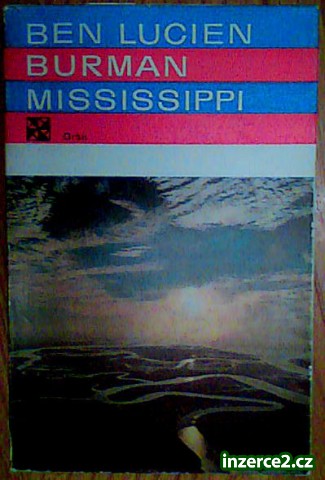 BEN LUCIEN
BURMAN
MISSISSIPPI
Orbis
inzerce2.cz